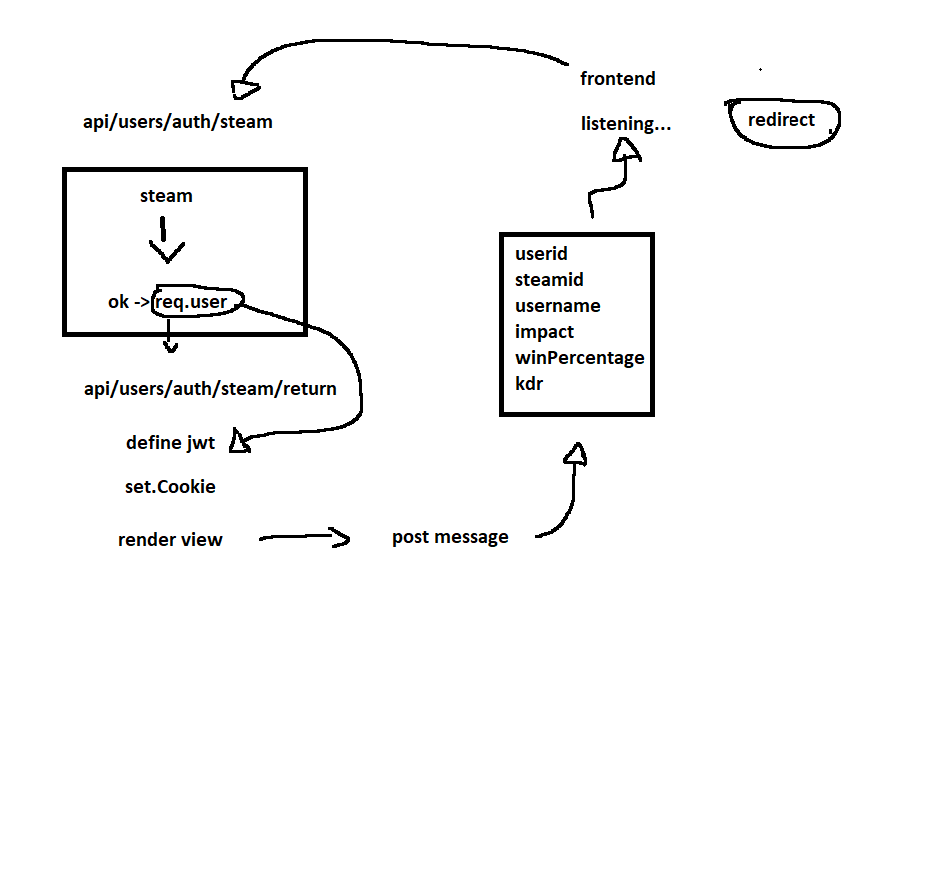 frontend
api/users/auth/steam
listening...
redirect
steam
ok -> req.user
api/users/auth/steam/return
define jwt
set.Cookie
render view
post message
userid
steamid
username
impact
winPercentage
kdr